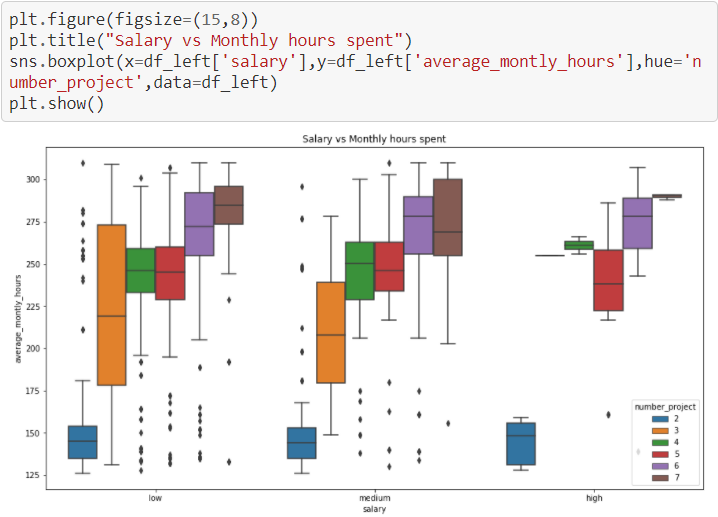 plt.figure(figsize=(15,8))
plt.title("Salary vs Monthly hours spent")
sns.boxplot(x=df_left['salary'],y=df_left['average_montly_hours'],hue='n
umber_project',data=df_left)
plt.show()
Salary vs Monthly hours spent
average_montly_hours
300
275
250
225
200
175
150
125
low
medium
high
salary
number_project
2
3
4
5
6
7